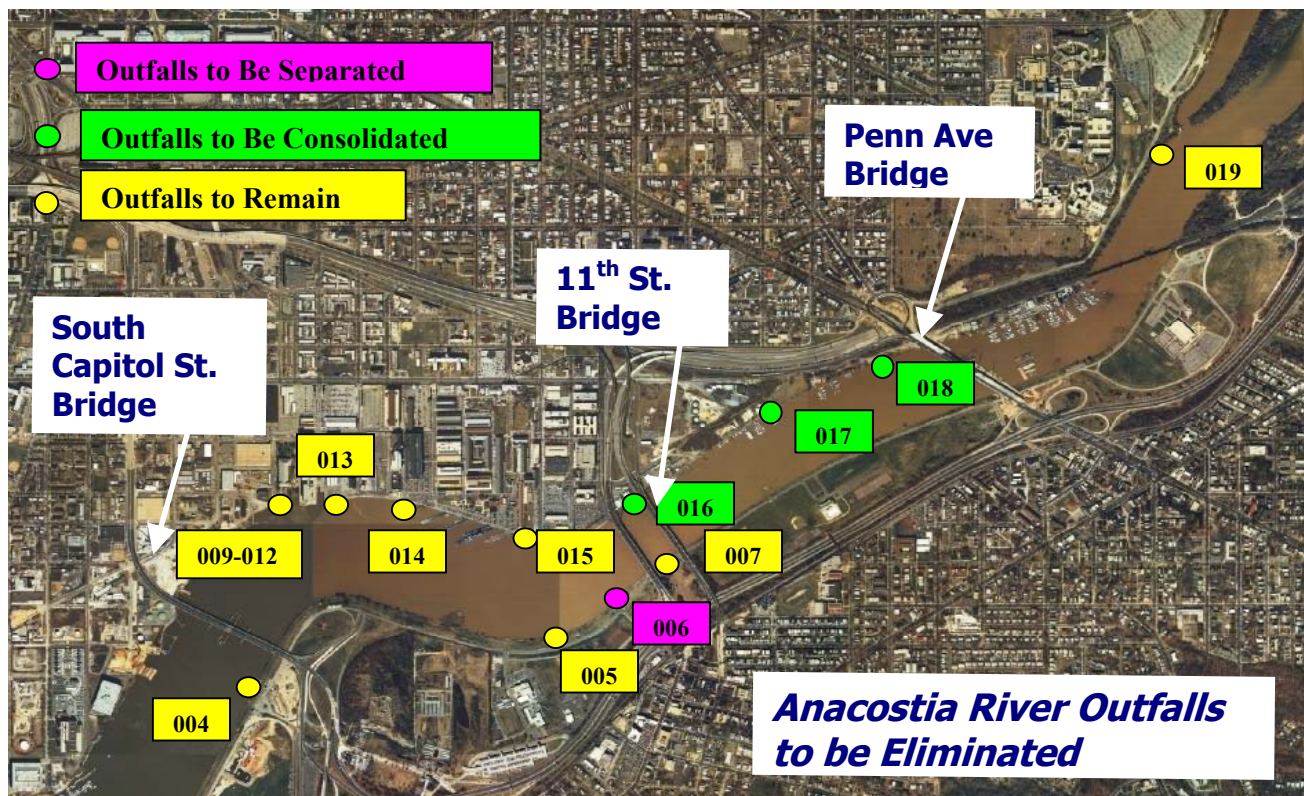 Outfalls to Be Separated
Outfalls to Be Consolidated
Outfalls to Remain
Penn Ave
Bridge
019
11th St.
Bridge
South
Capitol St.
Bridge
018
017
013
016
009-012
014
015
007
006
005
004
Anacostia River Outfalls
to be Eliminated